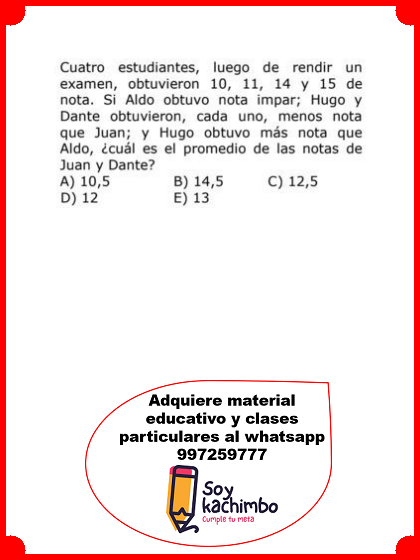 Cuatro estudiantes, luego de rendir un
examen, obtuvieron 10, 11, 14 y 15 de
nota. Si Aldo obtuvo nota impar; Hugo y
Dante obtuvieron, cada uno, menos nota
que Juan; y Hugo obtuvo más nota que
Aldo, ¿cuál es el promedio de las notas de
Juan y Dante?
A) 10,5 B) 14,5 C) 12,5
D) 12 E) 13
Adquiere material
educativo y clases
particulares al whatsapp
997259777
Soy
kachimbo
Cumple tu meta